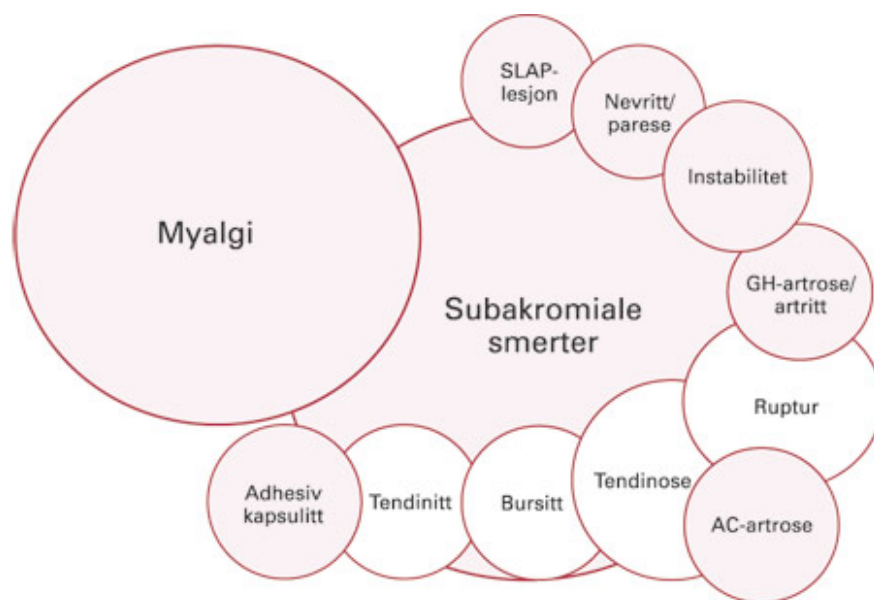 SLAP-
lesjon
Nevritt/
parese
Instabilitet
Myalgi
GH-artrose/
artritt
Subakromiale
smerter
Ruptur
Tendinose
Adhesiv
kapsulitt
Tendinitt
Bursitt
AC-artrose